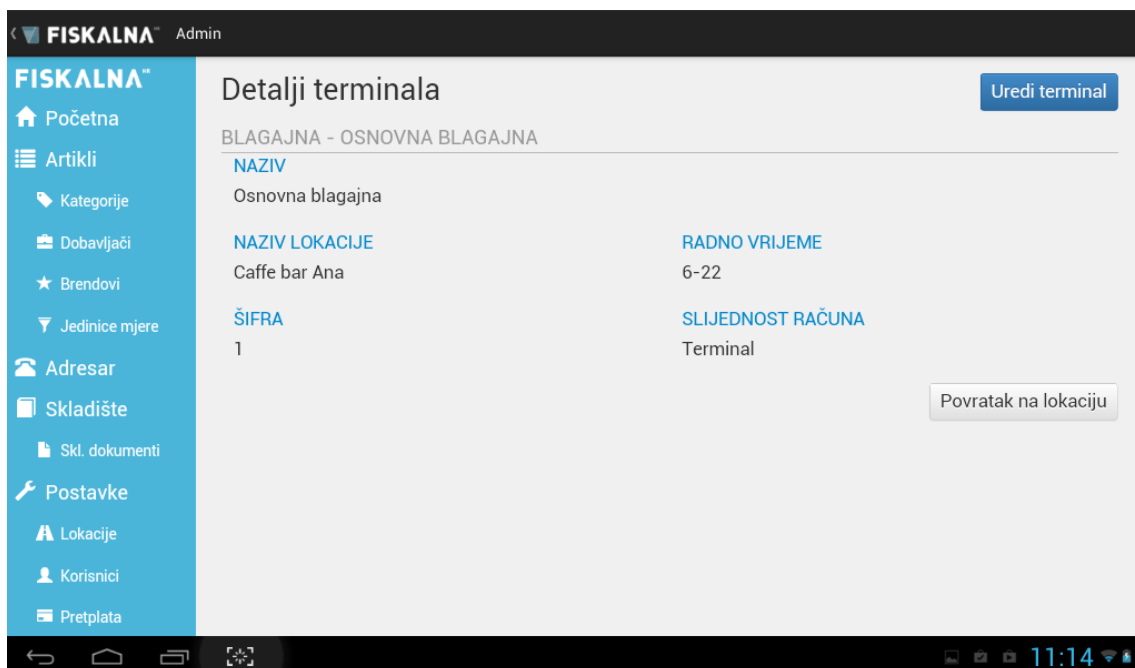 FISKALNA Admin
FISKALNA
Početna
Artikli
Kategorije
Dobavljači
Brendovi
Jedinice mjere
Adresar
Skladište
Skl. dokumenti
Postavke
Lokacije
Korisnici
Pretplata
Detalji terminala
Uredi terminal
BLAGAJNA - OSNOVNA BLAGAJNA
NAZIV
Osnovna blagajna
NAZIV LOKACIJE
Caffe bar Ana
RADNO VRIJEME
6-22
ŠIFRA
1
SLIJEDNOST RAČUNA
Terminal
Povratak na lokaciju
11:14